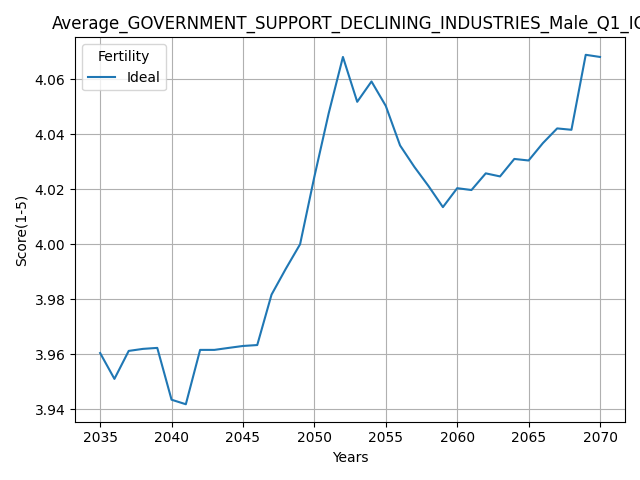 Average_GOVERNMENT_SUPPORT_DECLINING_INDUSTRIES_Male_Q1_IC
Fertility
Ideal
4.06
4.04
4.02
4.00
3.98
3.96
3.94
Score(1-5)
2035 2040 2045 2050 2055 2060 2065 2070
Years